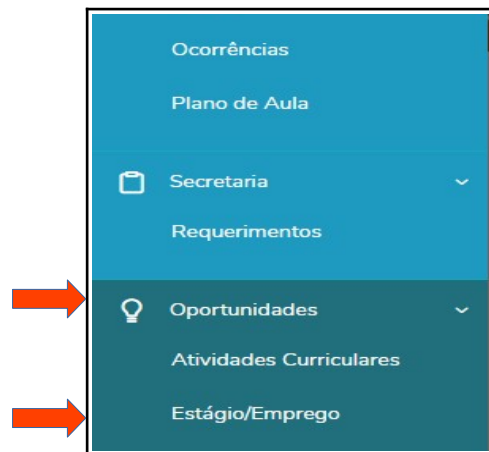 Ocorrências
Plano de Aula
Secretaria
Requerimentos
Oportunidades
Atividades Curriculares
Estágio/Emprego